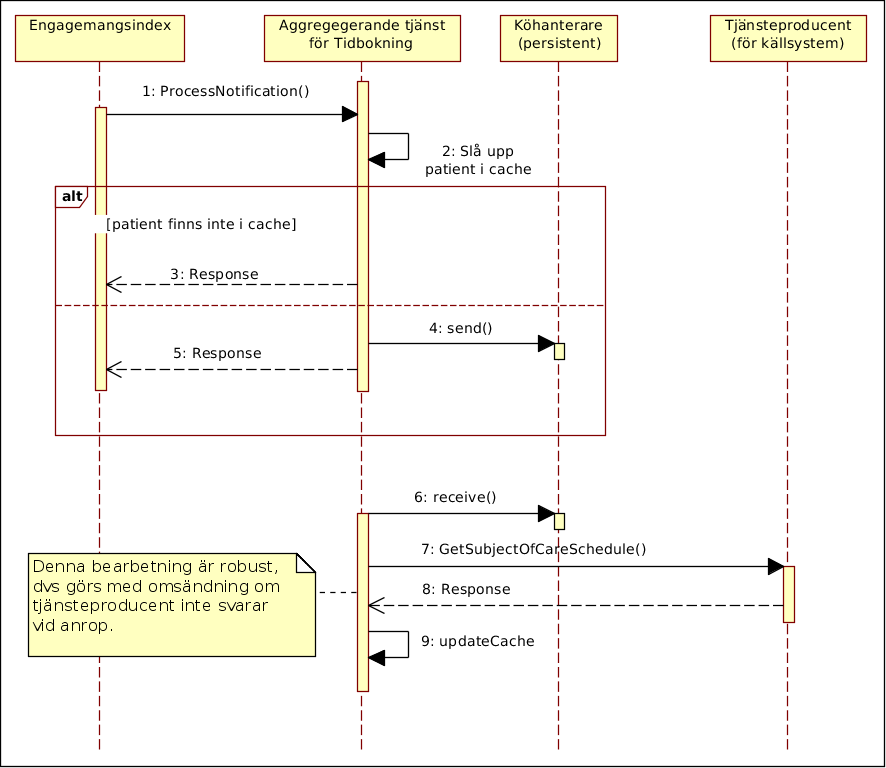 Engagemangsindex
Aggregegerande tjänst
för Tidbokning
Köhanterare
(persistent)
Tjänsteproducent
(för källsystem)
1: ProcessNotification()
2: Slå upp
patient i cache
alt
[patient finns inte i cache]
3: Response
4: send()
5: Response
6: receive()
7: GetSubjectOfCareSchedule()
Denna bearbetning är robust,
dvs görs med omsändning om
tjänsteproducent inte svarar
vid anrop.
8: Response
9: updateCache